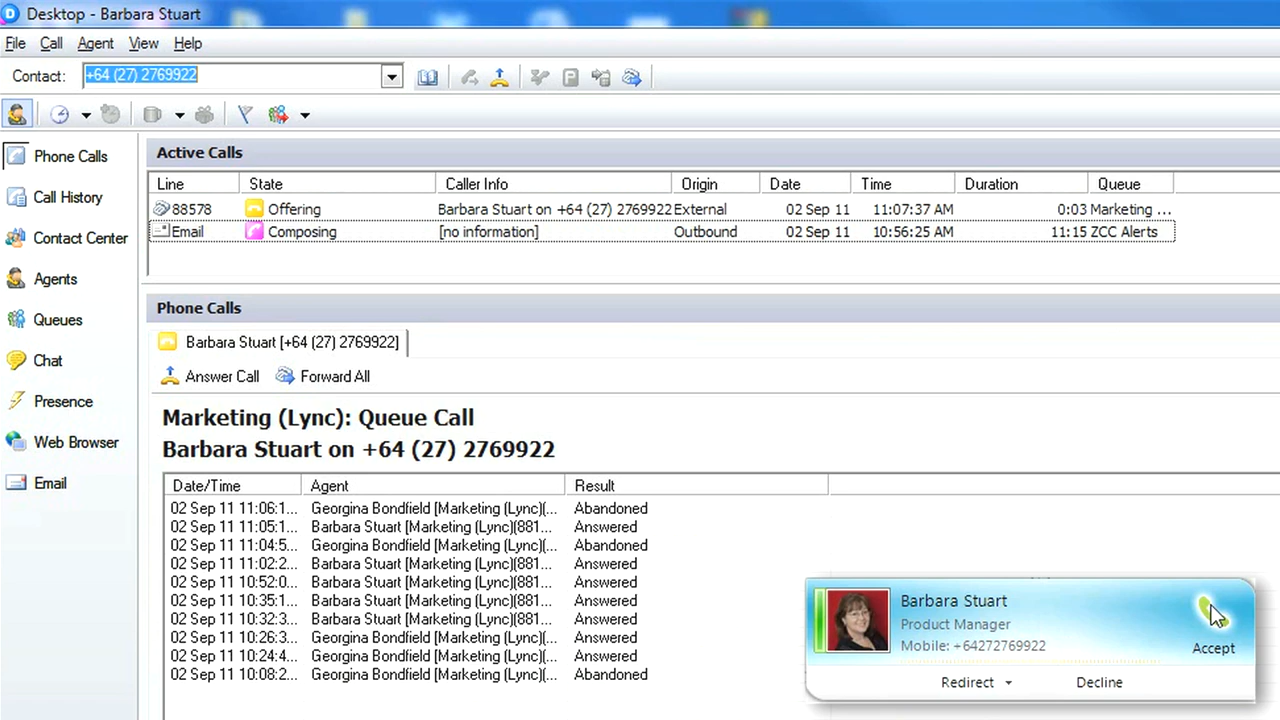 Desktop - Barbara Stuart
File Call Agent View Help
Contact: +64 (27) 2769922
Phone Calls
Call History
Contact Center
Agents
Queues
Chat
Presence
Web Browser
Email
Active Calls
Line State Caller Info Origin Date Time Duration Queue
88578 Offering Barbara Stuart on +64 (27) 2769922 External 02 Sep 11 11:07:37 AM 0:03 Marketing ...
Email Composing [no information] Outbound 02 Sep 11 10:56:25 AM 11:15 ZCC Alerts
Phone Calls
Barbara Stuart [+64 (27) 2769922]
Answer Call Forward All
Marketing (Lync): Queue Call
Barbara Stuart on +64 (27) 2769922
Date/Time Agent Result
02 Sep 11 11:06:1... Georgina Bondfield [Marketing (Lync)(... Abandoned
02 Sep 11 11:05:1... Barbara Stuart [Marketing (Lync)(881... Answered
02 Sep 11 11:04:5... Georgina Bondfield [Marketing (Lync)(... Abandoned
02 Sep 11 11:02:2... Barbara Stuart [Marketing (Lync)(881... Answered
02 Sep 11 10:52:0... Barbara Stuart [Marketing (Lync)(881... Answered
02 Sep 11 10:35:1... Barbara Stuart [Marketing (Lync)(881... Answered
02 Sep 11 10:32:3... Barbara Stuart [Marketing (Lync)(881... Answered
02 Sep 11 10:26:3... Georgina Bondfield [Marketing (Lync)(... Answered
02 Sep 11 10:24:4... Georgina Bondfield [Marketing (Lync)(... Answered
02 Sep 11 10:08:2... Georgina Bondfield [Marketing (Lync)(... Abandoned
Barbara Stuart
Product Manager
Mobile: +64272769922
Accept
Redirect Decline